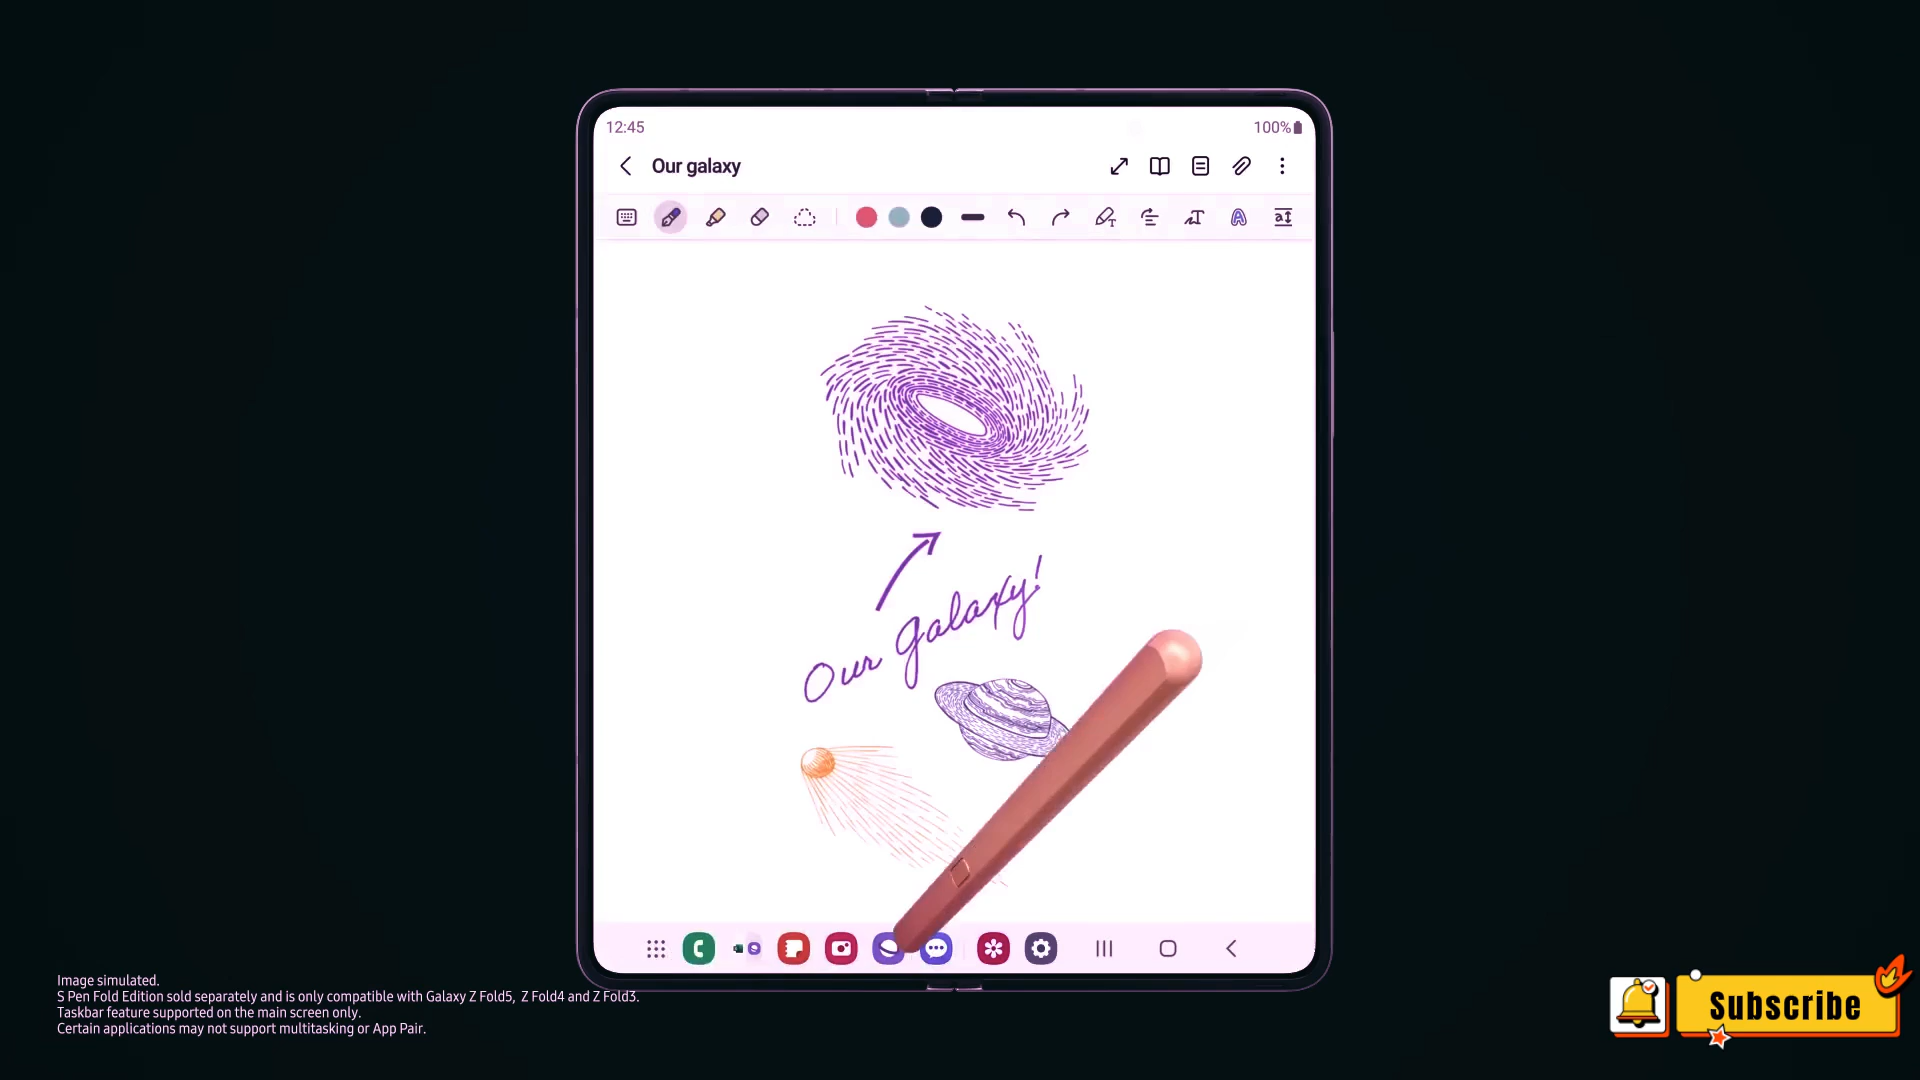 12:45
100%
Our galaxy
Our Galaxy!
Image simulated.
S Pen Fold Edition sold separately and is only compatible with Galaxy Z Fold5, Z Fold4 and Z Fold3.
Taskbar feature supported on the main screen only.
Certain applications may not support multitasking or App Pair.
Subscribe